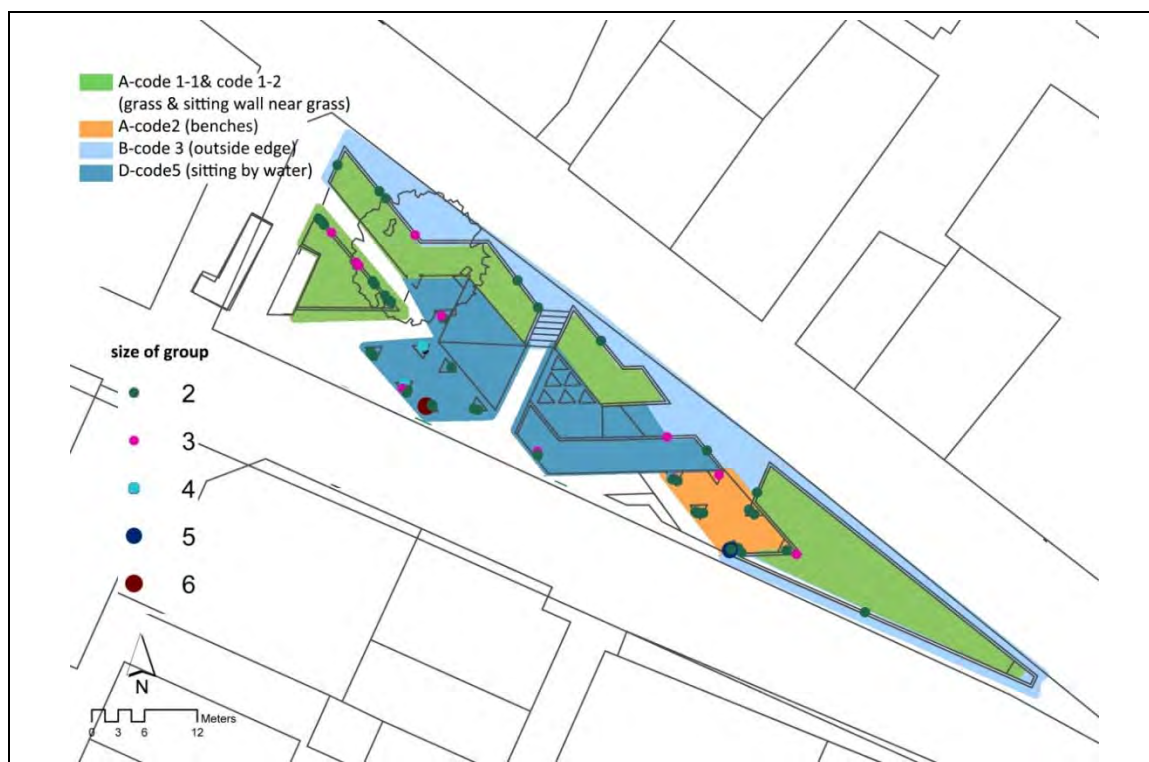 A-code 1-1& code 1-2
(grass & sitting wall near grass)
A-code2 (benches)
B-code 3 (outside edge)
D-code5 (sitting by water)
size of group
2
3
4
5
6
N
Meters
0 3 6 12